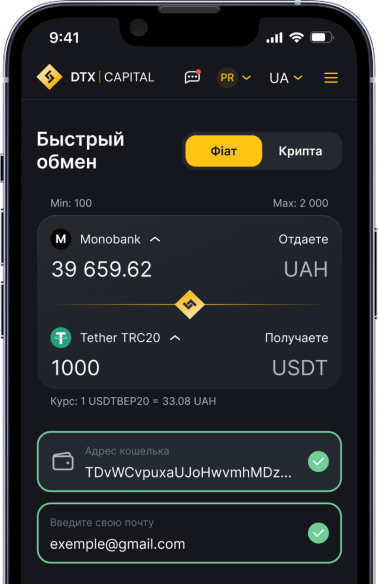 9:41
DTX | CAPITAL PR UA
Быстрый
обмен
Фіат Крипта
Min: 100 Max: 2 000
M Monobank Отдаете
39 659.62 UAH
Tether TRC20 Получаете
1000 USDT
Курс: 1 USDTBEP20 = 33.08 UAH
Адрес кошелька
TDvWCvpuxaUJoHwvmhMDz...
Введите свою почту
exemple@gmail.com